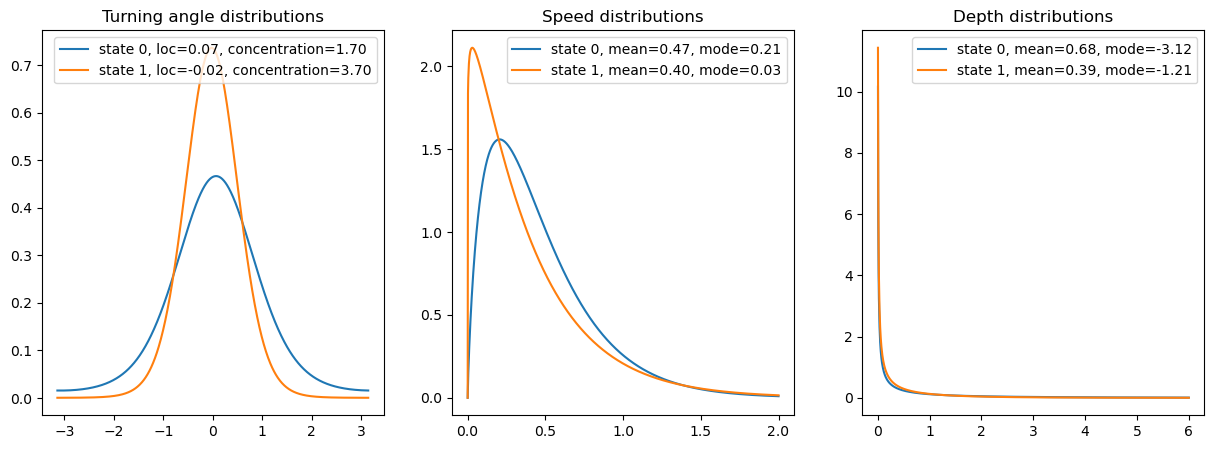 Turning angle distributions
state 0, loc=0.07, concentration=1.70
state 1, loc=-0.02, concentration=3.70
0.7
0.6
0.5
0.4
0.3
0.2
0.1
0.0
−3 −2 −1 0 1 2 3
Speed distributions
state 0, mean=0.47, mode=0.21
state 1, mean=0.40, mode=0.03
2.0
1.5
1.0
0.5
0.0
0.0 0.5 1.0 1.5 2.0
Depth distributions
state 0, mean=0.68, mode=-3.12
state 1, mean=0.39, mode=-1.21
10
8
6
4
2
0
0 1 2 3 4 5 6